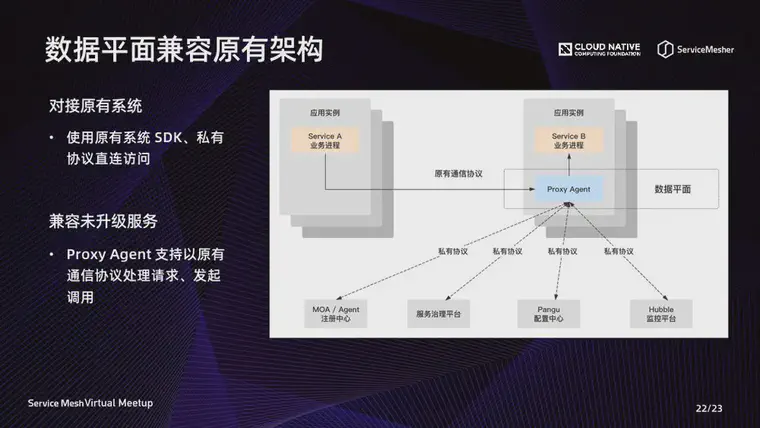 数据平面兼容原有架构
CLOUD NATIVE
COMPUTING FOUNDATION
ServiceMesher
对接原有系统
• 使用原有系统 SDK、私有
协议直连访问
兼容未升级服务
• Proxy Agent 支持以原有
通信协议处理请求、发起
调用
应用实例
Service A
业务进程
应用实例
Service B
业务进程
原有通信协议
Proxy Agent
数据平面
私有协议
私有协议
私有协议
私有协议
MOA / Agent
注册中心
服务治理平台
Pangu
配置中心
Hubble
监控平台
Service Mesh Virtual Meetup
22/23